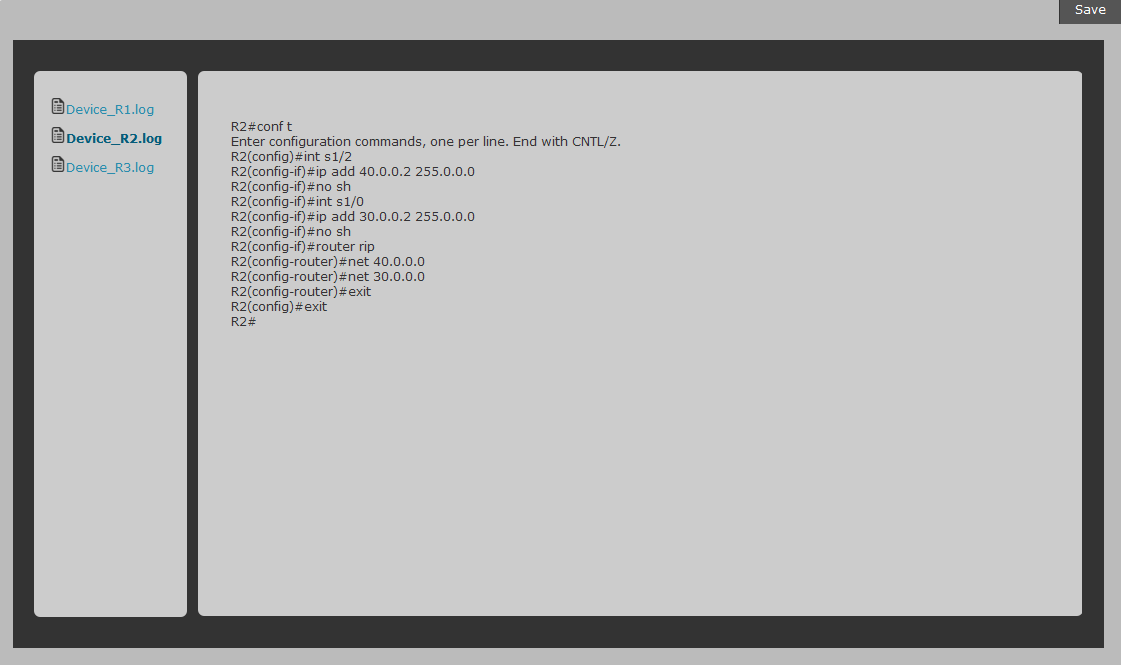 Save
Device_R1.log
Device_R2.log
Device_R3.log
R2#conf t
Enter configuration commands, one per line. End with CNTL/Z.
R2(config)#int s1/2
R2(config-if)#ip add 40.0.0.2 255.0.0.0
R2(config-if)#no sh
R2(config-if)#int s1/0
R2(config-if)#ip add 30.0.0.2 255.0.0.0
R2(config-if)#no sh
R2(config-if)#router rip
R2(config-router)#net 40.0.0.0
R2(config-router)#net 30.0.0.0
R2(config-router)#exit
R2(config)#exit
R2#